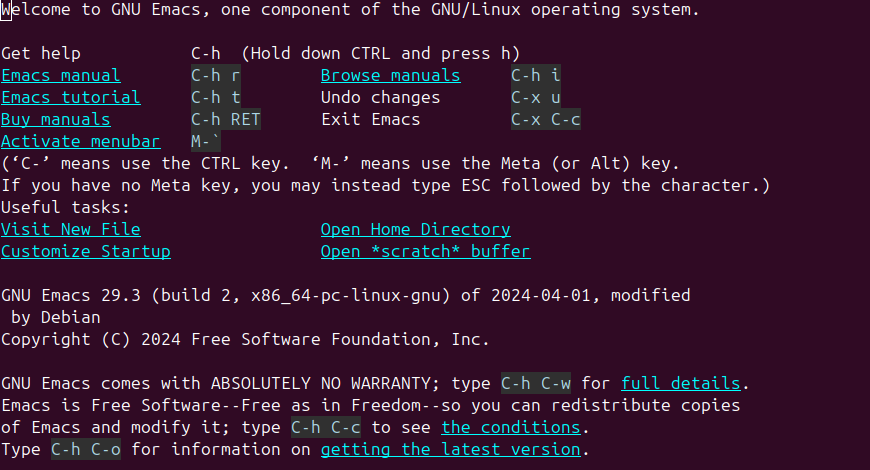 Welcome to GNU Emacs, one component of the GNU/Linux operating system.
Get help C-h (Hold down CTRL and press h)
Emacs manual C-h r Browse manuals C-h i
Emacs tutorial C-h t Undo changes C-x u
Buy manuals C-h RET Exit Emacs C-x C-c
Activate menubar M-`
(‘C-’ means use the CTRL key. ‘M-’ means use the Meta (or Alt) key.
If you have no Meta key, you may instead type ESC followed by the character.)
Useful tasks:
Visit New File Open Home Directory
Customize Startup Open *scratch* buffer
GNU Emacs 29.3 (build 2, x86_64-pc-linux-gnu) of 2024-04-01, modified
by Debian
Copyright (C) 2024 Free Software Foundation, Inc.
GNU Emacs comes with ABSOLUTELY NO WARRANTY; type C-h C-w for full details.
Emacs is Free Software--Free as in Freedom--so you can redistribute copies
of Emacs and modify it; type C-h C-c to see the conditions.
Type C-h C-o for information on getting the latest version.